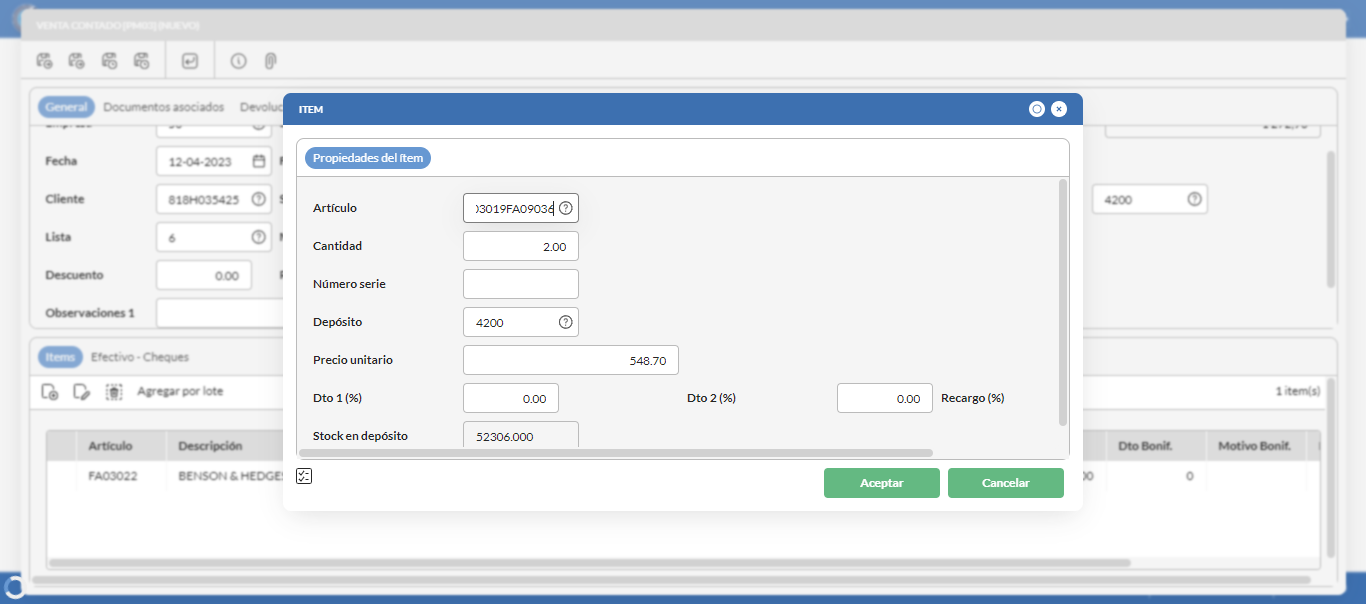 VENTA CONTADO (PM03) (NUEVO)
General Documentos asociados
Fecha 12-04-2023
Cliente 818H035425
4200
Lista 6
Descuento 0.00
Observaciones 1
ITEM
Propiedades del ítem
Artículo 03019FA09036
Cantidad 2.00
Número serie
Depósito 4200
Precio unitario 548.70
Dto 1 (%) 0.00 Dto 2 (%) 0.00 Recargo (%)
Stock en depósito 52306.000
Aceptar Cancelar
Items Efectivo - Cheques
Agregar por lote 1 item(s)
Artículo Descripción Dto Bonif. Motivo Bonif.
FA03022 BENSON & HEDGES 0